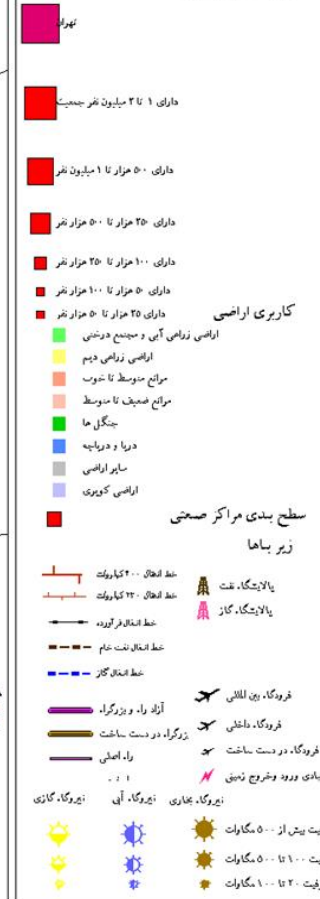 تهران
دارای ۱ تا ۲ میلیون نفر جمعیت
دارای ۵۰۰ هزار تا ۱ میلیون نفر
دارای ۲۵۰ هزار تا ۵۰۰ هزار نفر
دارای ۱۰۰ هزار تا ۲۵۰ هزار نفر
دارای ۵۰ هزار تا ۱۰۰ هزار نفر
دارای ۲۵ هزار تا ۵۰ هزار نفر
کاربری اراضی
اراضی زراعی آبی و مجتمع درختی
اراضی زراعی دیم
مراتع متوسط تا خوب
مراتع ضعیف تا متوسط
جنگل ها
دریا و دریاچه
سایر اراضی
اراضی کویری
سطح بندی مراکز صنعتی
زیر بناها
خط انتقال ۴۰۰ کیلوولت
پالایشگاه نفت
خط انتقال ۲۳۰ کیلوولت
پالایشگاه گاز
خط انتقال فرآورده
خط انتقال نفت خام
خط انتقال گاز
فرودگاه بین المللی
آزاد راه و بزرگراه
فرودگاه داخلی
بزرگراه در دست ساخت
فرودگاه در دست ساخت
راه اصلی
بادی ورود وخروج زمینی
نیروگاه بخاری نیروگاه آبی نیروگاه گازی
بیش از ۵۰۰ مگاوات
۱۰۰ تا ۵۰۰ مگاوات
۲۰ تا ۱۰۰ مگاوات